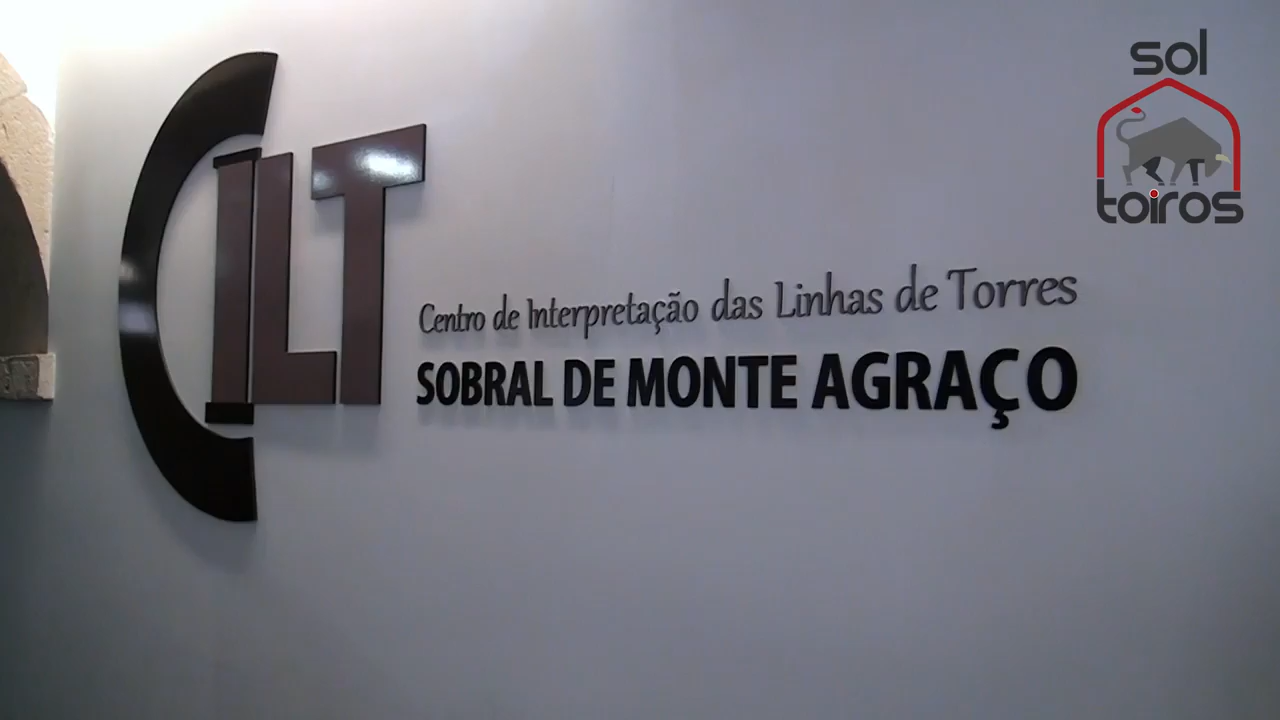 CILT
Centro de Interpretação das Linhas de Torres
SOBRAL DE MONTE AGRAÇO
sol
toiros